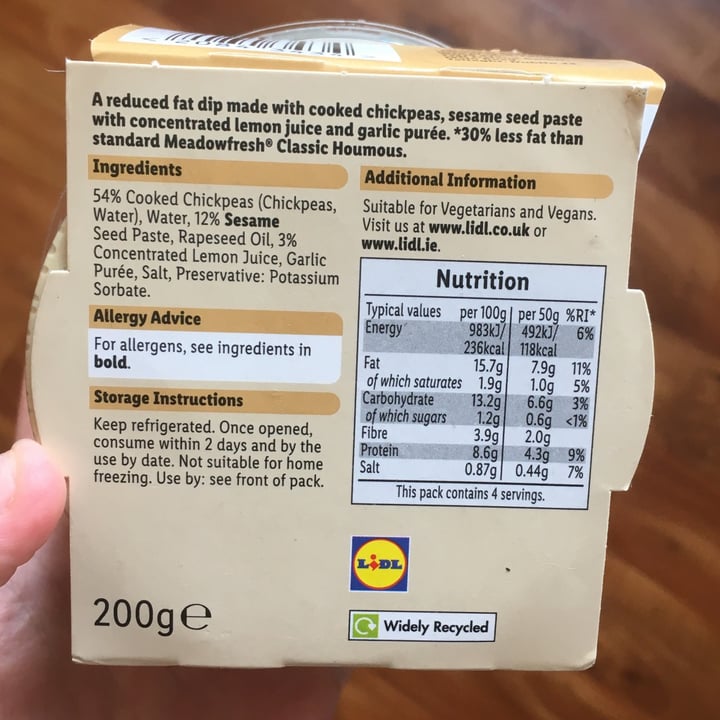 A reduced fat dip made with cooked chickpeas, sesame seed paste
with concentrated lemon juice and garlic purée. *30% less fat than
standard Meadowfresh® Classic Houmous.
Ingredients
54% Cooked Chickpeas (Chickpeas,
Water), Water, 12% Sesame
Seed Paste, Rapeseed Oil, 3%
Concentrated Lemon Juice, Garlic
Purée, Salt, Preservative: Potassium
Sorbate.
Allergy Advice
For allergens, see ingredients in
bold.
Storage Instructions
Keep refrigerated. Once opened,
consume within 2 days and by the
use by date. Not suitable for home
freezing. Use by: see front of pack.
200g℮
Additional Information
Suitable for Vegetarians and Vegans.
Visit us at www.lidl.co.uk or
www.lidl.ie.
Nutrition
Typical values per 100g per 50g %RI*
Energy 983kJ/ 492kJ/ 6%
236kcal 118kcal
Fat 15.7g 7.9g 11%
of which saturates 1.9g 1.0g 5%
Carbohydrate 13.2g 6.6g 3%
of which sugars 1.2g 0.6g <1%
Fibre 3.9g 2.0g
Protein 8.6g 4.3g 9%
Salt 0.87g 0.44g 7%
This pack contains 4 servings.
LIDL
Widely Recycled